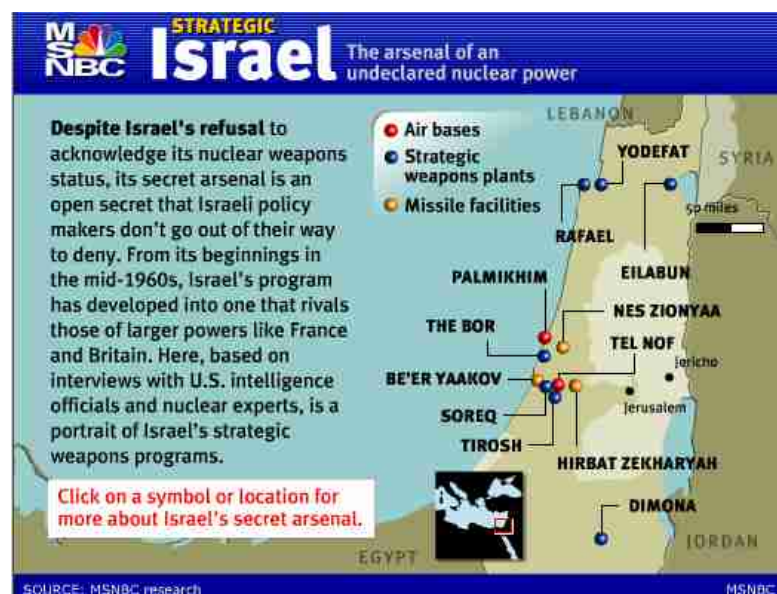 MSNBC
STRATEGIC
Israel
The arsenal of an
undeclared nuclear power
Despite Israel's refusal to
acknowledge its nuclear weapons
status, its secret arsenal is an
open secret that Israeli policy
makers don't go out of their way
to deny. From its beginnings in
the mid-1960s, Israel's program
has developed into one that rivals
those of larger powers like France
and Britain. Here, based on
interviews with U.S. intelligence
officials and nuclear experts, is a
portrait of Israel's strategic
weapons programs.
Click on a symbol or location for
more about Israel's secret arsenal.
Air bases
Strategic
weapons plants
Missile facilities
LEBANON
YODEFAT
SYRIA
50 miles
RAFAEL
EILABUN
PALMIKHIM
NES ZIONYAA
THE BOR
TEL NOF
Jericho
BE'ER YAAKOV
Jerusalem
SOREQ
TIROSH
HIRBAT ZEKHARYAH
DIMONA
JORDAN
EGYPT
SOURCE: MSNBC research
MSNBC